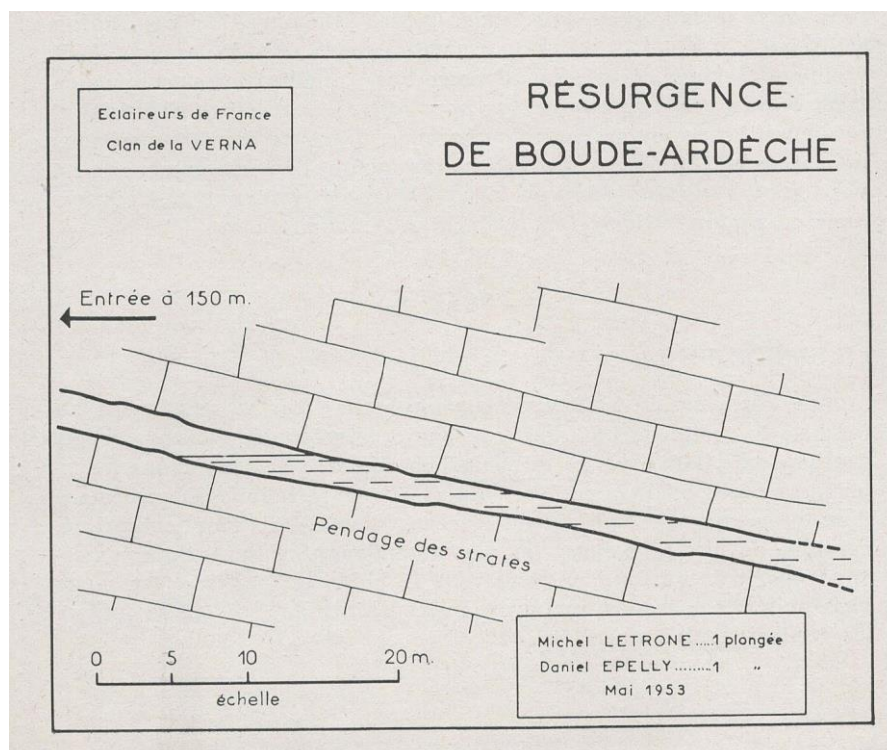 Eclaireurs de France
Clan de la VERNA
RÉSURGENCE
DE BOUDE-ARDÈCHE
Entrée à 150 m.
Pendage des strates
0 5 10 20 m.
échelle
Michel LETRONE.....1 plongée
Daniel EPELLY........1 "
Mai 1953